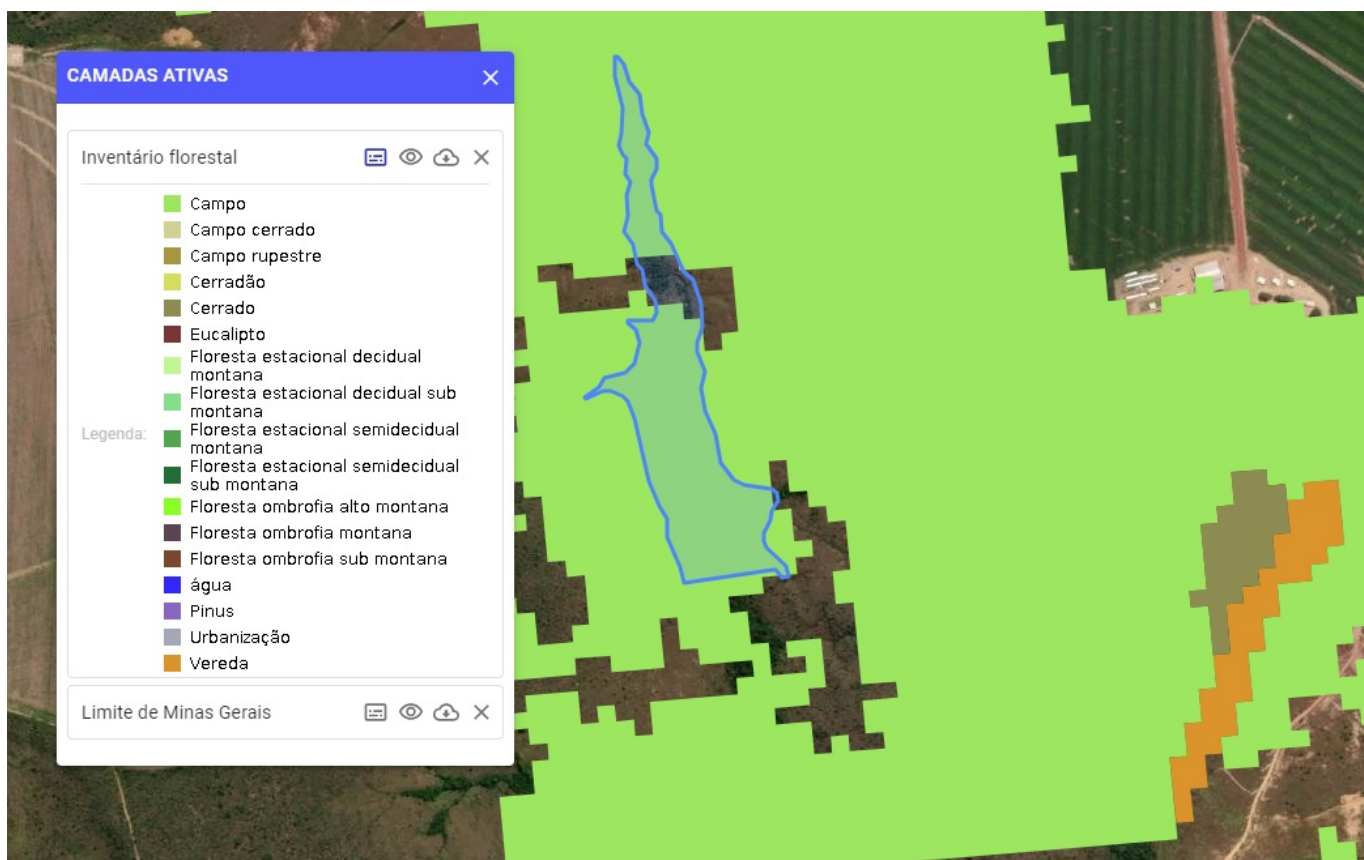 CAMADAS ATIVAS
Inventário florestal
Campo
Campo cerrado
Campo rupestre
Cerradão
Cerrado
Eucalipto
Floresta estacional decidual
montana
Floresta estacional decidual sub
montana
Legenda:
Floresta estacional semidecidual
montana
Floresta estacional semidecidual
sub montana
Floresta ombrofia alto montana
Floresta ombrofia montana
Floresta ombrofia sub montana
água
Pinus
Urbanização
Vereda
Limite de Minas Gerais